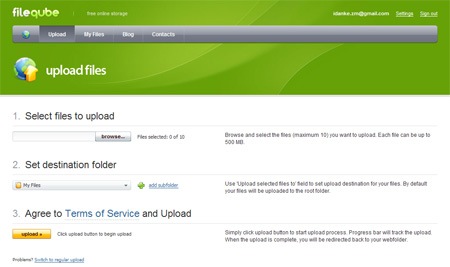 fileqube
free online storage
idanke.zm@gmail.com Settings Sign out
Upload My Files Blog Contacts
upload files
1. Select files to upload
browse... Files selected: 0 of 10
Browse and select the files (maximum 10) you want to upload. Each file can be up to
500 MB.
2. Set destination folder
My Files add subfolder
Use 'Upload selected files to' field to set upload destination for your files. By default
your files will be uploaded to the root folder.
3. Agree to Terms of Service and Upload
upload » Click upload button to begin upload
Simply click upload button to start upload process. Progress bar will track the upload.
When the upload is complete, you will be redirected back to your webfolder.
Problems? Switch to regular upload